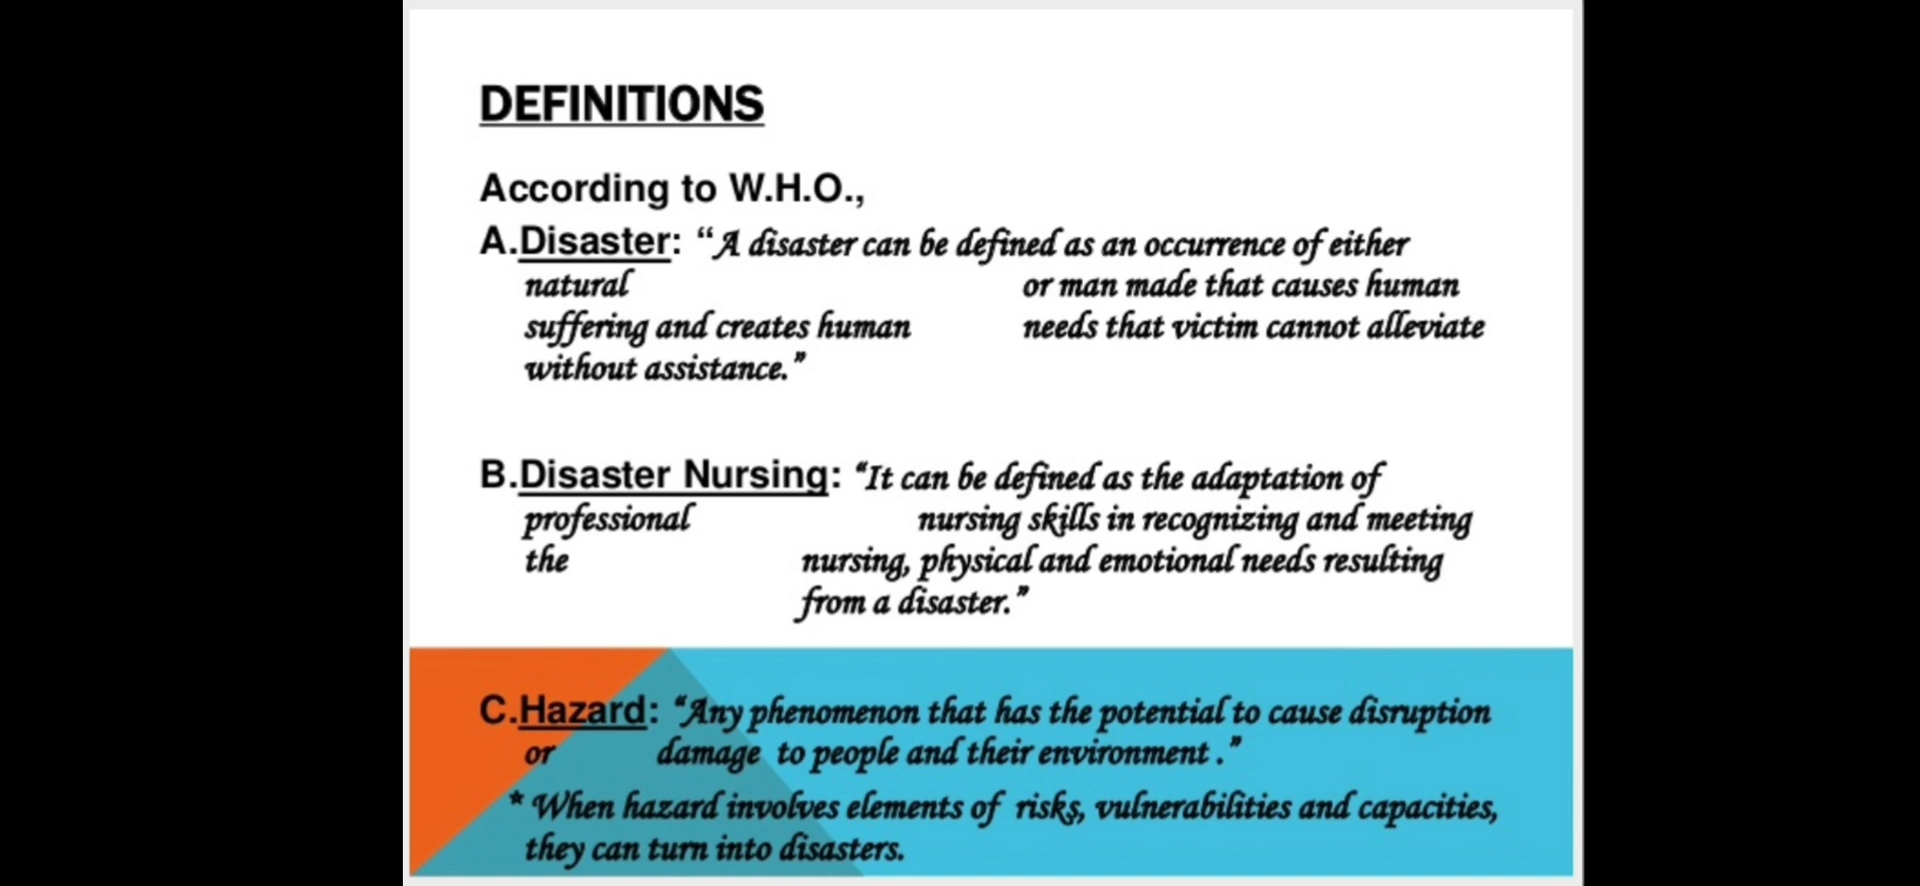 DEFINITIONS
According to W.H.O.,
A.Disaster: “A disaster can be defined as an occurrence of either
natural or man made that causes human
suffering and creates human needs that victim cannot alleviate
without assistance.”
B.Disaster Nursing: “It can be defined as the adaptation of
professional nursing skills in recognizing and meeting
the nursing, physical and emotional needs resulting
from a disaster.”
C.Hazard: “Any phenomenon that has the potential to cause disruption
or damage to people and their environment .”
* When hazard involves elements of risks, vulnerabilities and capacities,
they can turn into disasters.